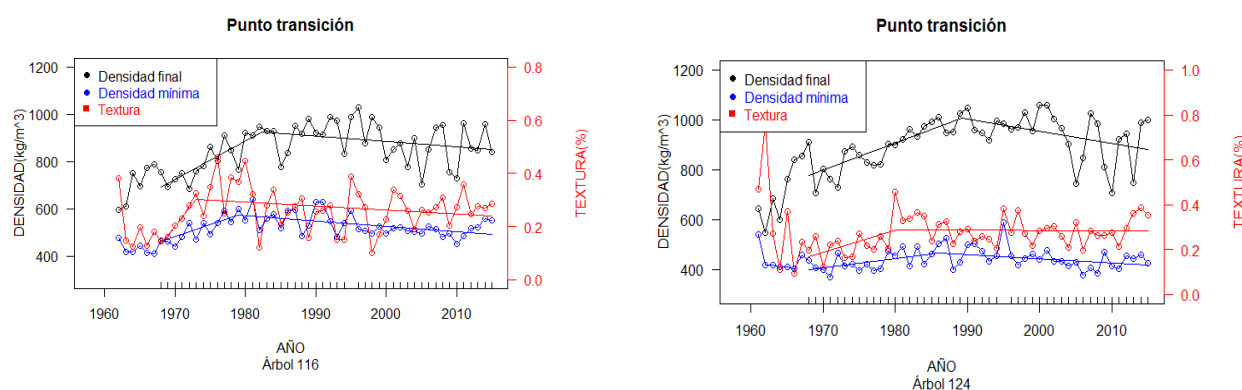 Punto transición
1200
1000
800
600
400
DENSIDAD(kg/m^3)
Densidad final
Densidad mínima
Textura
0.8
0.6
0.4
0.2
0.0
TEXTURA(%)
1960 1970 1980 1990 2000 2010
AÑO
Árbol 116
Punto transición
1200
1000
800
600
400
DENSIDAD(kg/m^3)
Densidad final
Densidad mínima
Textura
1.0
0.8
0.6
0.4
0.2
0.0
TEXTURA(%)
1960 1970 1980 1990 2000 2010
AÑO
Árbol 124